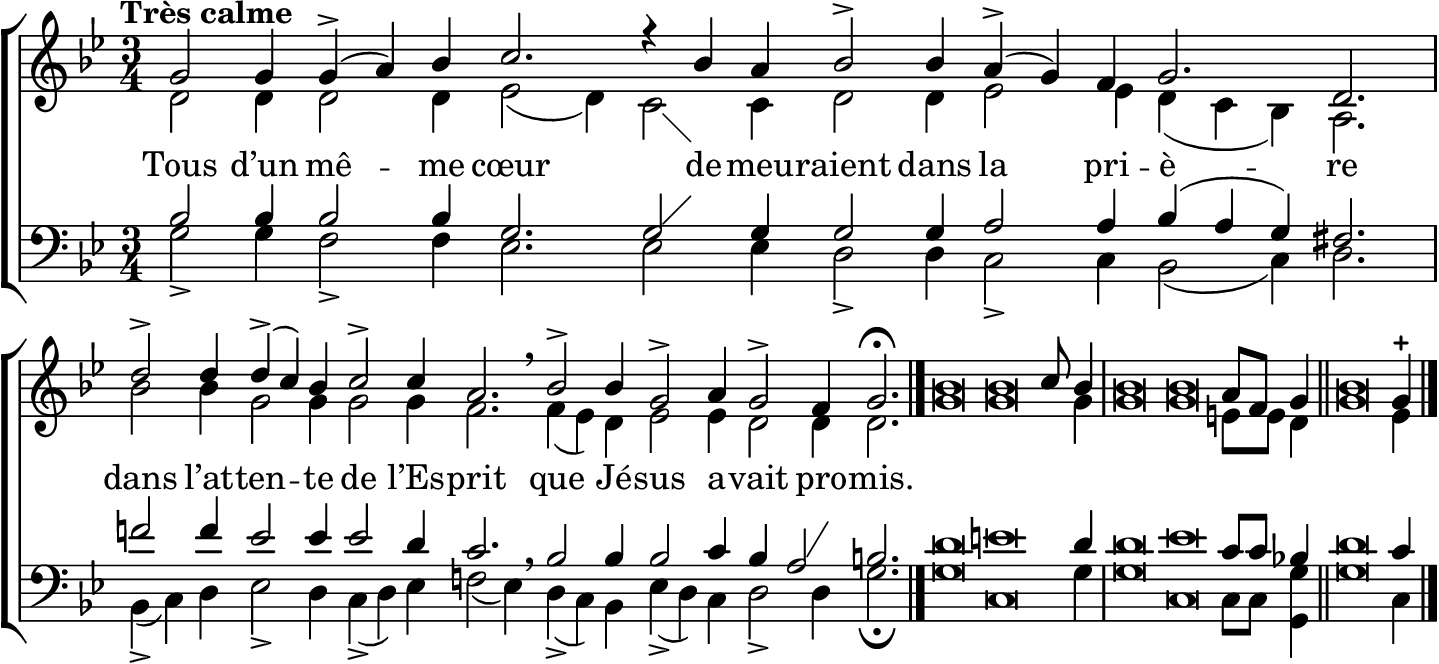 Très calme
Tous d’un mê - me cœur de meuraient dans la pri - è - re
dans l’atten - te de l’Esprit que Jésus avait promis.